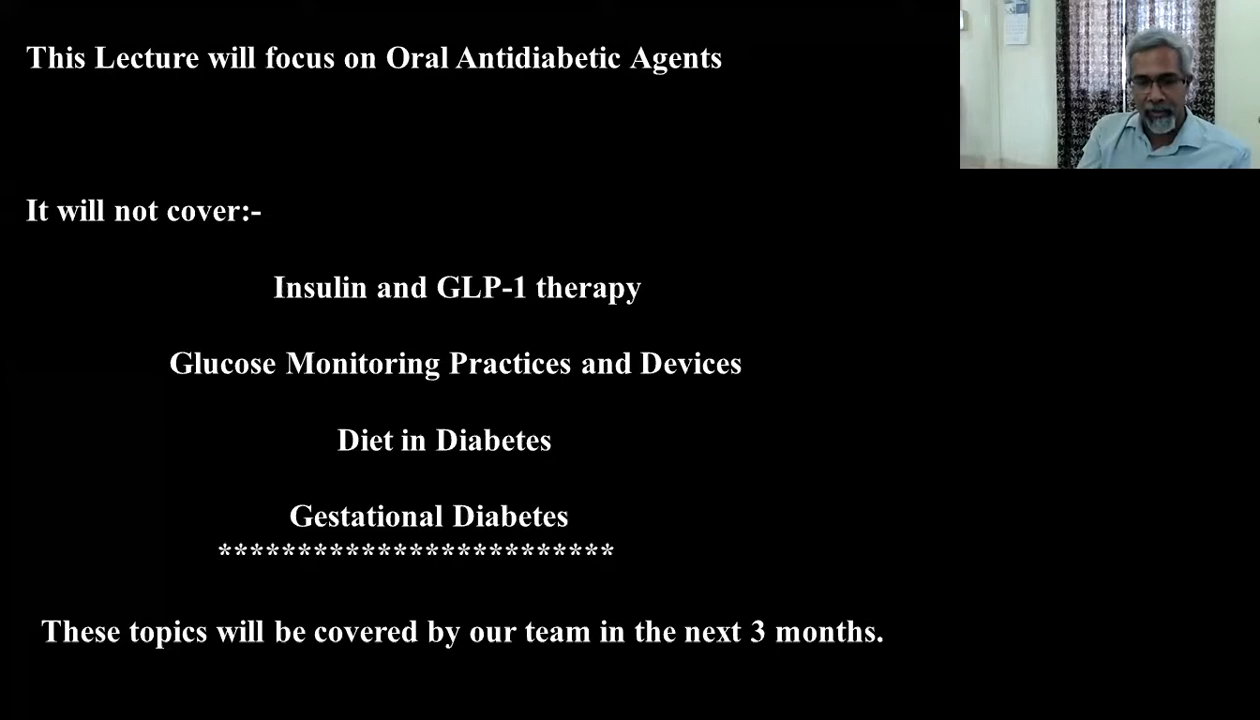 This Lecture will focus on Oral Antidiabetic Agents
It will not cover:-
Insulin and GLP-1 therapy
Glucose Monitoring Practices and Devices
Diet in Diabetes
Gestational Diabetes
*************************
These topics will be covered by our team in the next 3 months.